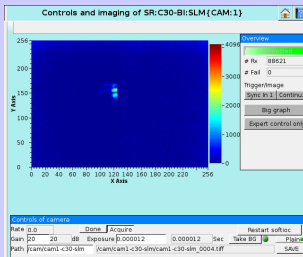 Controls and imaging of SR:C30-BI:SLM{CAM:1}
Overview
256
200
150
100
50
0
Y Axis
0 20 40 60 80 100 120 140 160 180 200 220 256
X Axis
4096
3000
2000
1000
0
# Rx 88621
# Fail 0
Trigger/Image
Sync In 1 Continu
Big graph
Expert control only
Controls of camera
Rate 0.0 Done Acquire Restart softioc
Gain 20 20 dB Exposure 0.000012 0.000012 Sec Take BG Plain
Path /cam/cam1-c30-slm /cam/cam1-c30-slm/cam1-c30-slm_0004.tiff SAVE